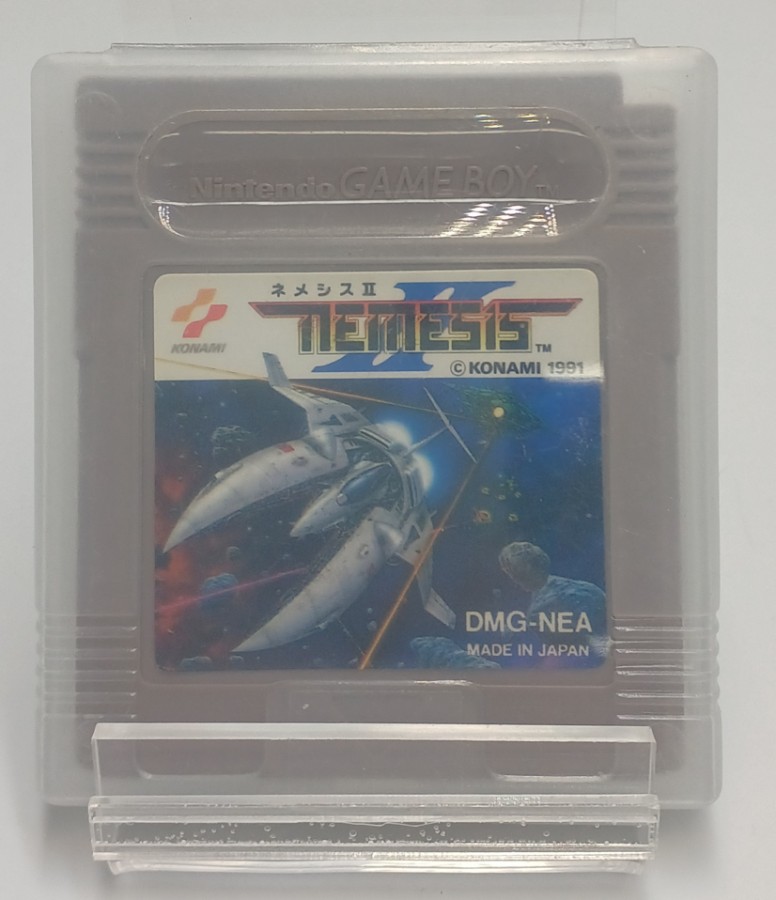 Nintendo GAME BOY TM
ネメシスⅡ
NEMESIS II TM
KONAMI
©KONAMI 1991
DMG-NEA
MADE IN JAPAN